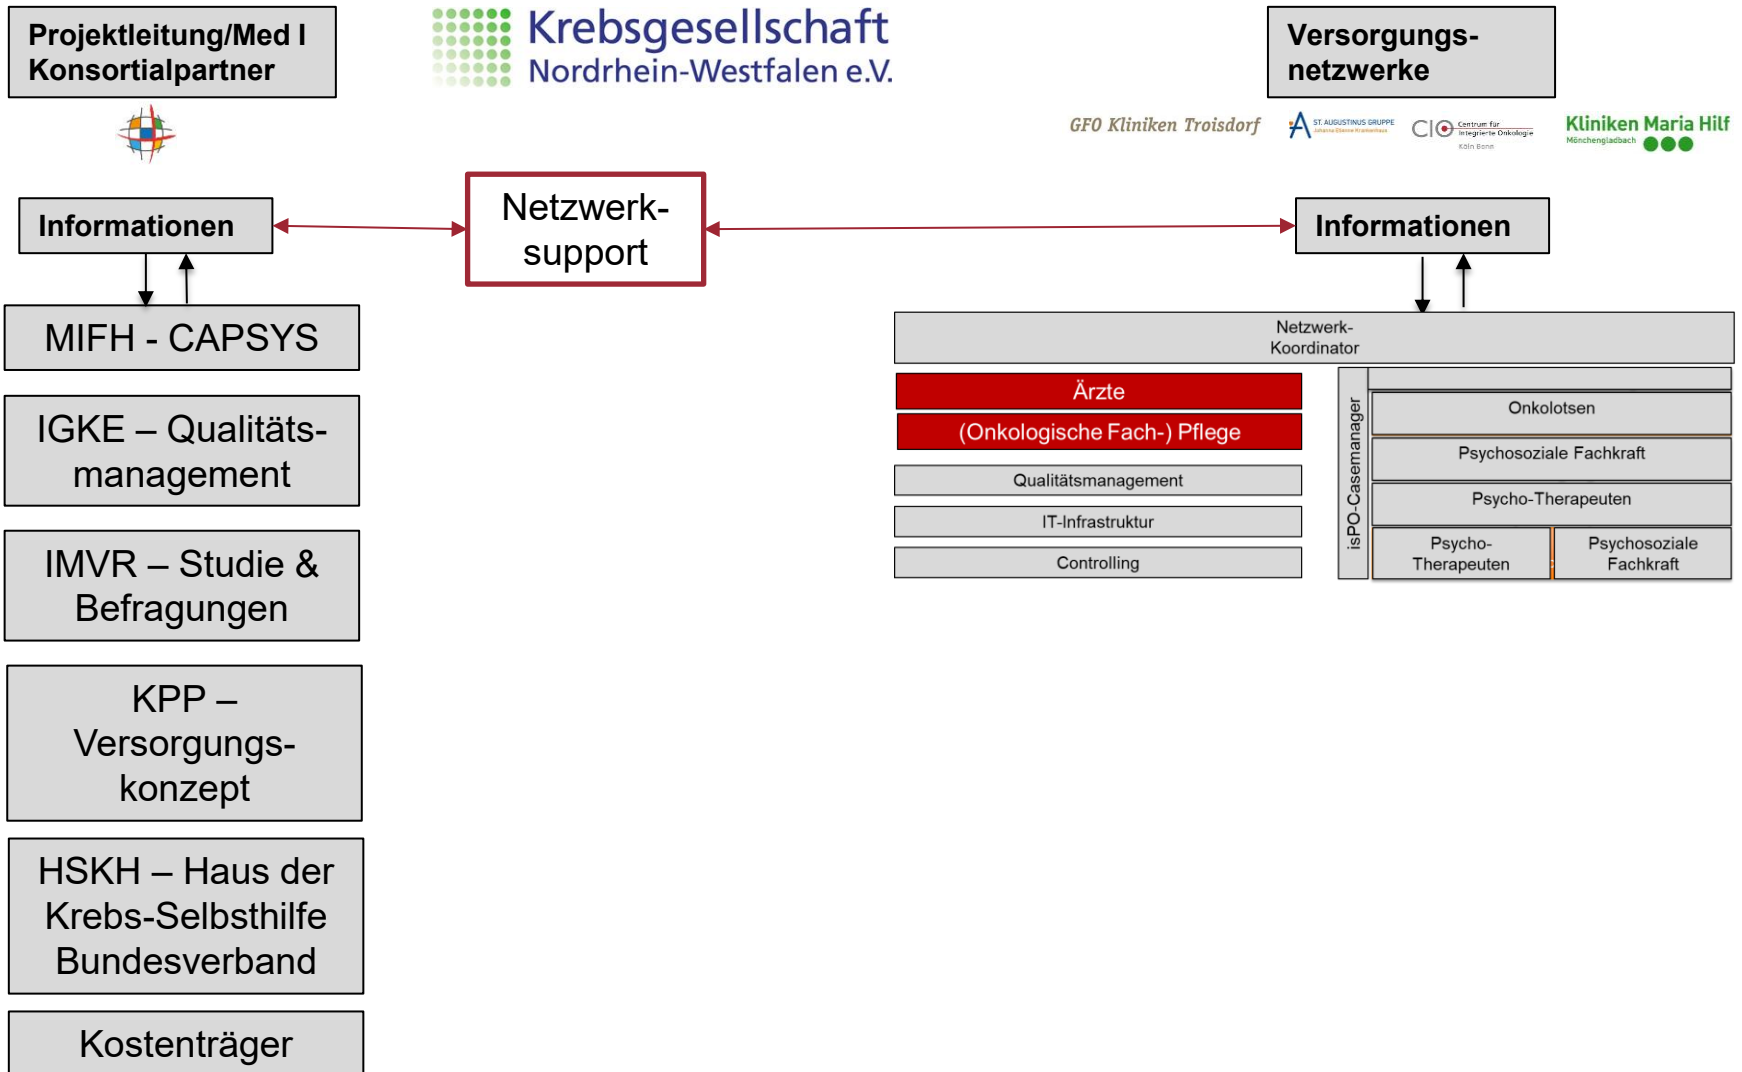 Projektleitung/Med I
Konsortialpartner
Krebsgesellschaft
Nordrhein-Westfalen e.V.
Versorgungs-
netzwerke
GFO Kliniken Troisdorf
ST. AUGUSTINUS GRUPPE
Johanna Etienne Krankenhaus
CIO
Centrum für
Integrierte Onkologie
Köln Bonn
Kliniken Maria Hilf
Mönchengladbach
Informationen
Netzwerk-
support
Informationen
MIFH - CAPSYS
IGKE – Qualitäts-
management
IMVR – Studie &
Befragungen
KPP –
Versorgungs-
konzept
HSKH – Haus der
Krebs-Selbsthilfe
Bundesverband
Kostenträger
Netzwerk-
Koordinator
Ärzte
(Onkologische Fach-) Pflege
Qualitätsmanagement
IT-Infrastruktur
Controlling
isPO-Casemanager
Onkolotsen
Psychosoziale Fachkraft
Psycho-Therapeuten
Psycho-
Therapeuten
Psychosoziale
Fachkraft